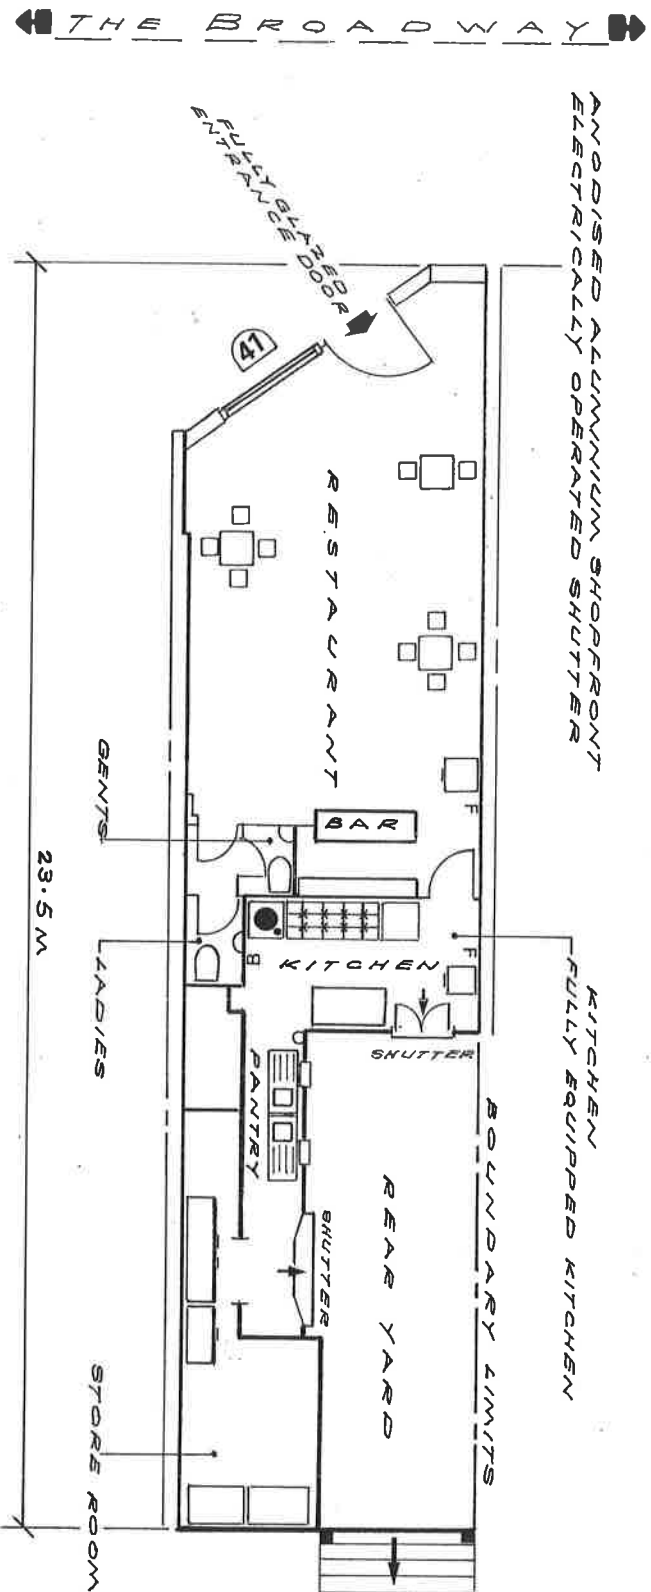 THE BROADWAY
ANODISED ALUMINIUM SHOPFRONT
ELECTRICALLY OPERATED SHUTTER
FULLY GLAZED
ENTRANCE DOOR
41
RESTAURANT
F
BAR
GENTS
23.5M
LADIES
B
KITCHEN
F
KITCHEN
FULLY EQUIPPED KITCHEN
SHUTTER
PANTRY
BOUNDARY LIMITS
REAR YARD
SHUTTER
STORE ROOM